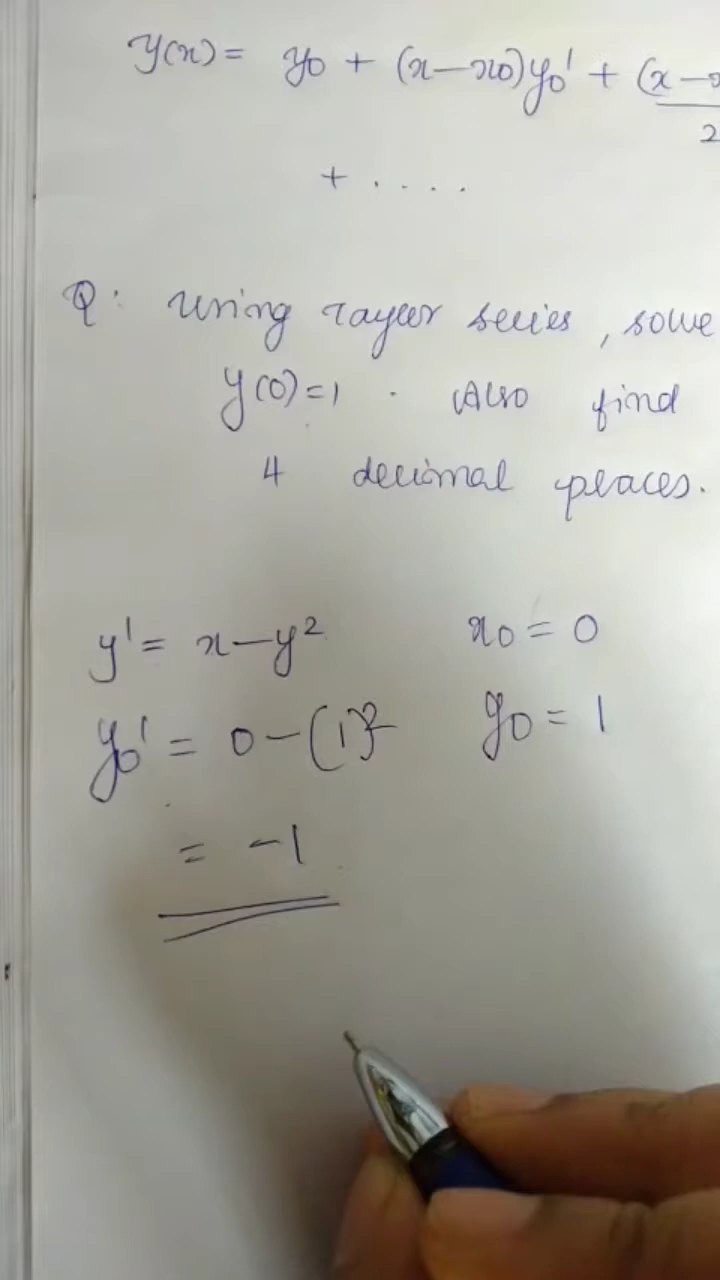 y(x) = y0 + (x-x0)y0' + (x-
2
+ ....
Q: Using Taylor series, solve
y(0)=1 . Also find
4 decimal places.
y' = x-y² x0 = 0
y0' = 0-(1)² y0 = 1
= -1